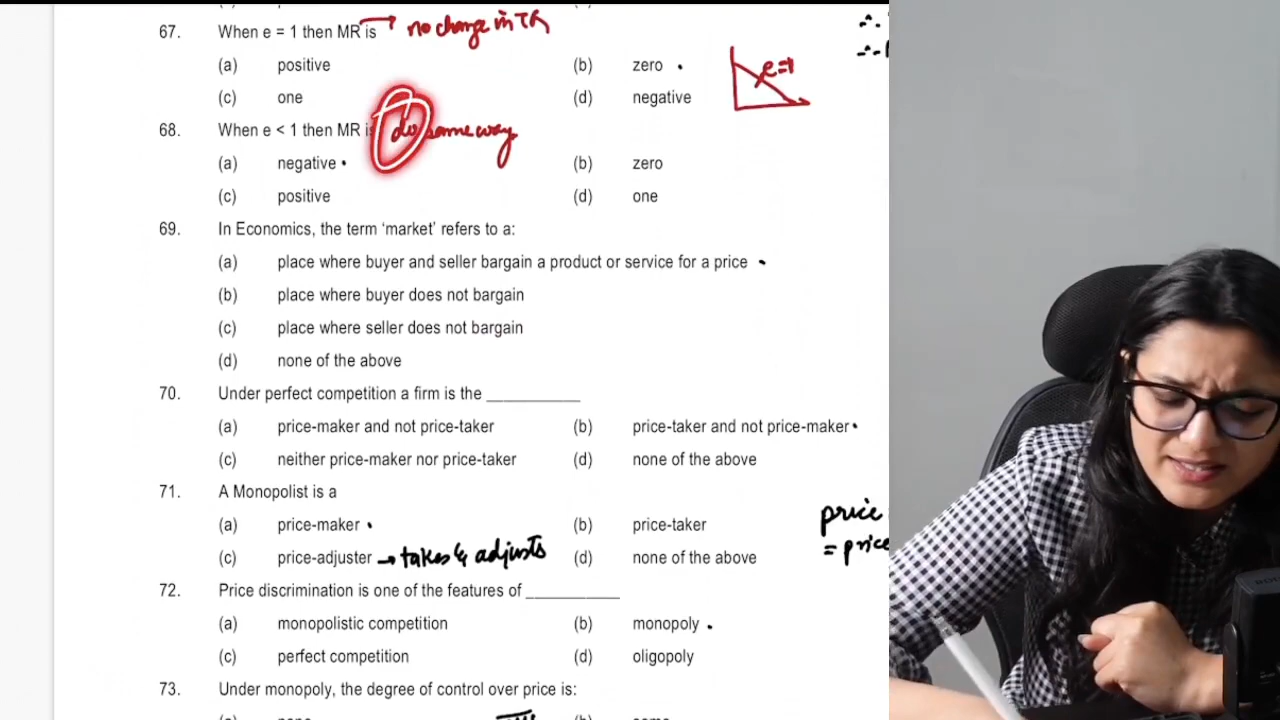 67. When e = 1 then MR is → no change in TR
(a) positive (b) zero
e=1
(c) one (d) negative
68. When e < 1 then MR is do same way
(a) negative (b) zero
(c) positive (d) one
69. In Economics, the term ‘market’ refers to a:
(a) place where buyer and seller bargain a product or service for a price
(b) place where buyer does not bargain
(c) place where seller does not bargain
(d) none of the above
70. Under perfect competition a firm is the __________
(a) price-maker and not price-taker (b) price-taker and not price-maker
(c) neither price-maker nor price-taker (d) none of the above
71. A Monopolist is a
(a) price-maker (b) price-taker
price
(c) price-adjuster → takes & adjusts (d) none of the above
= price
72. Price discrimination is one of the features of __________
(a) monopolistic competition (b) monopoly
(c) perfect competition (d) oligopoly
73. Under monopoly, the degree of control over price is: